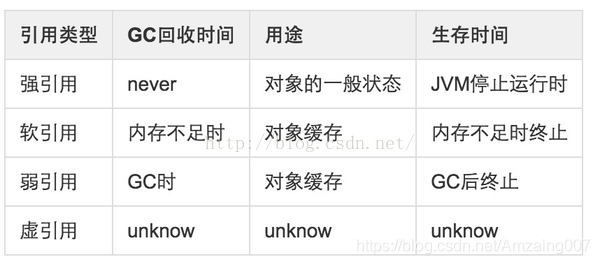 引用类型 GC回收时间 用途 生存时间
强引用 never 对象的一般状态 JVM停止运行时
软引用 内存不足时 对象缓存 内存不足时终止
http://blog.csdn.net/
弱引用 GC时 对象缓存 GC后终止
虚引用 unknow unknow unknow
https://blog.csdn.net/Amzaing007